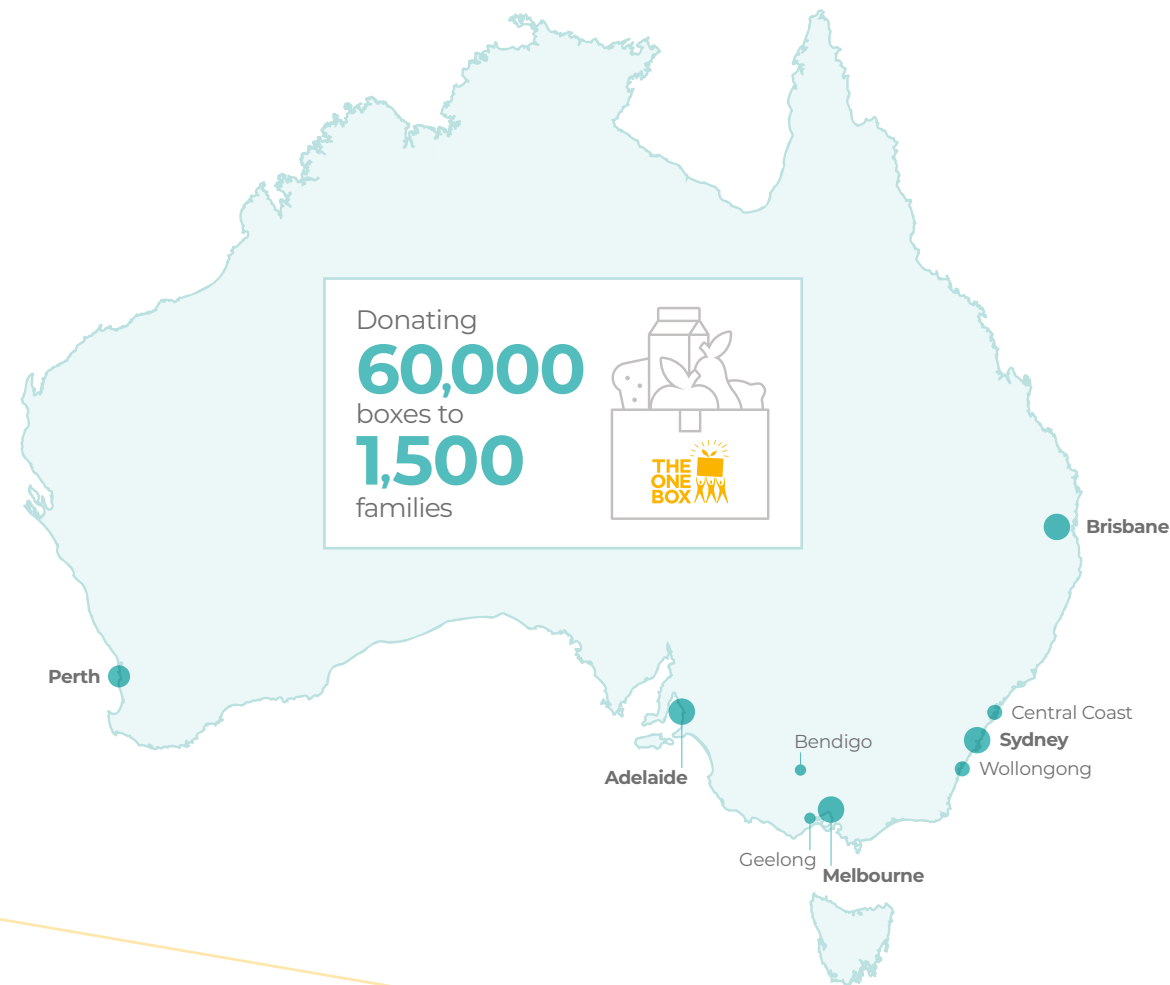 Donating
60,000
boxes to
1,500
families
THE
ONE
BOX
Brisbane
Perth
Central Coast
Sydney
Bendigo
Wollongong
Adelaide
Geelong
Melbourne